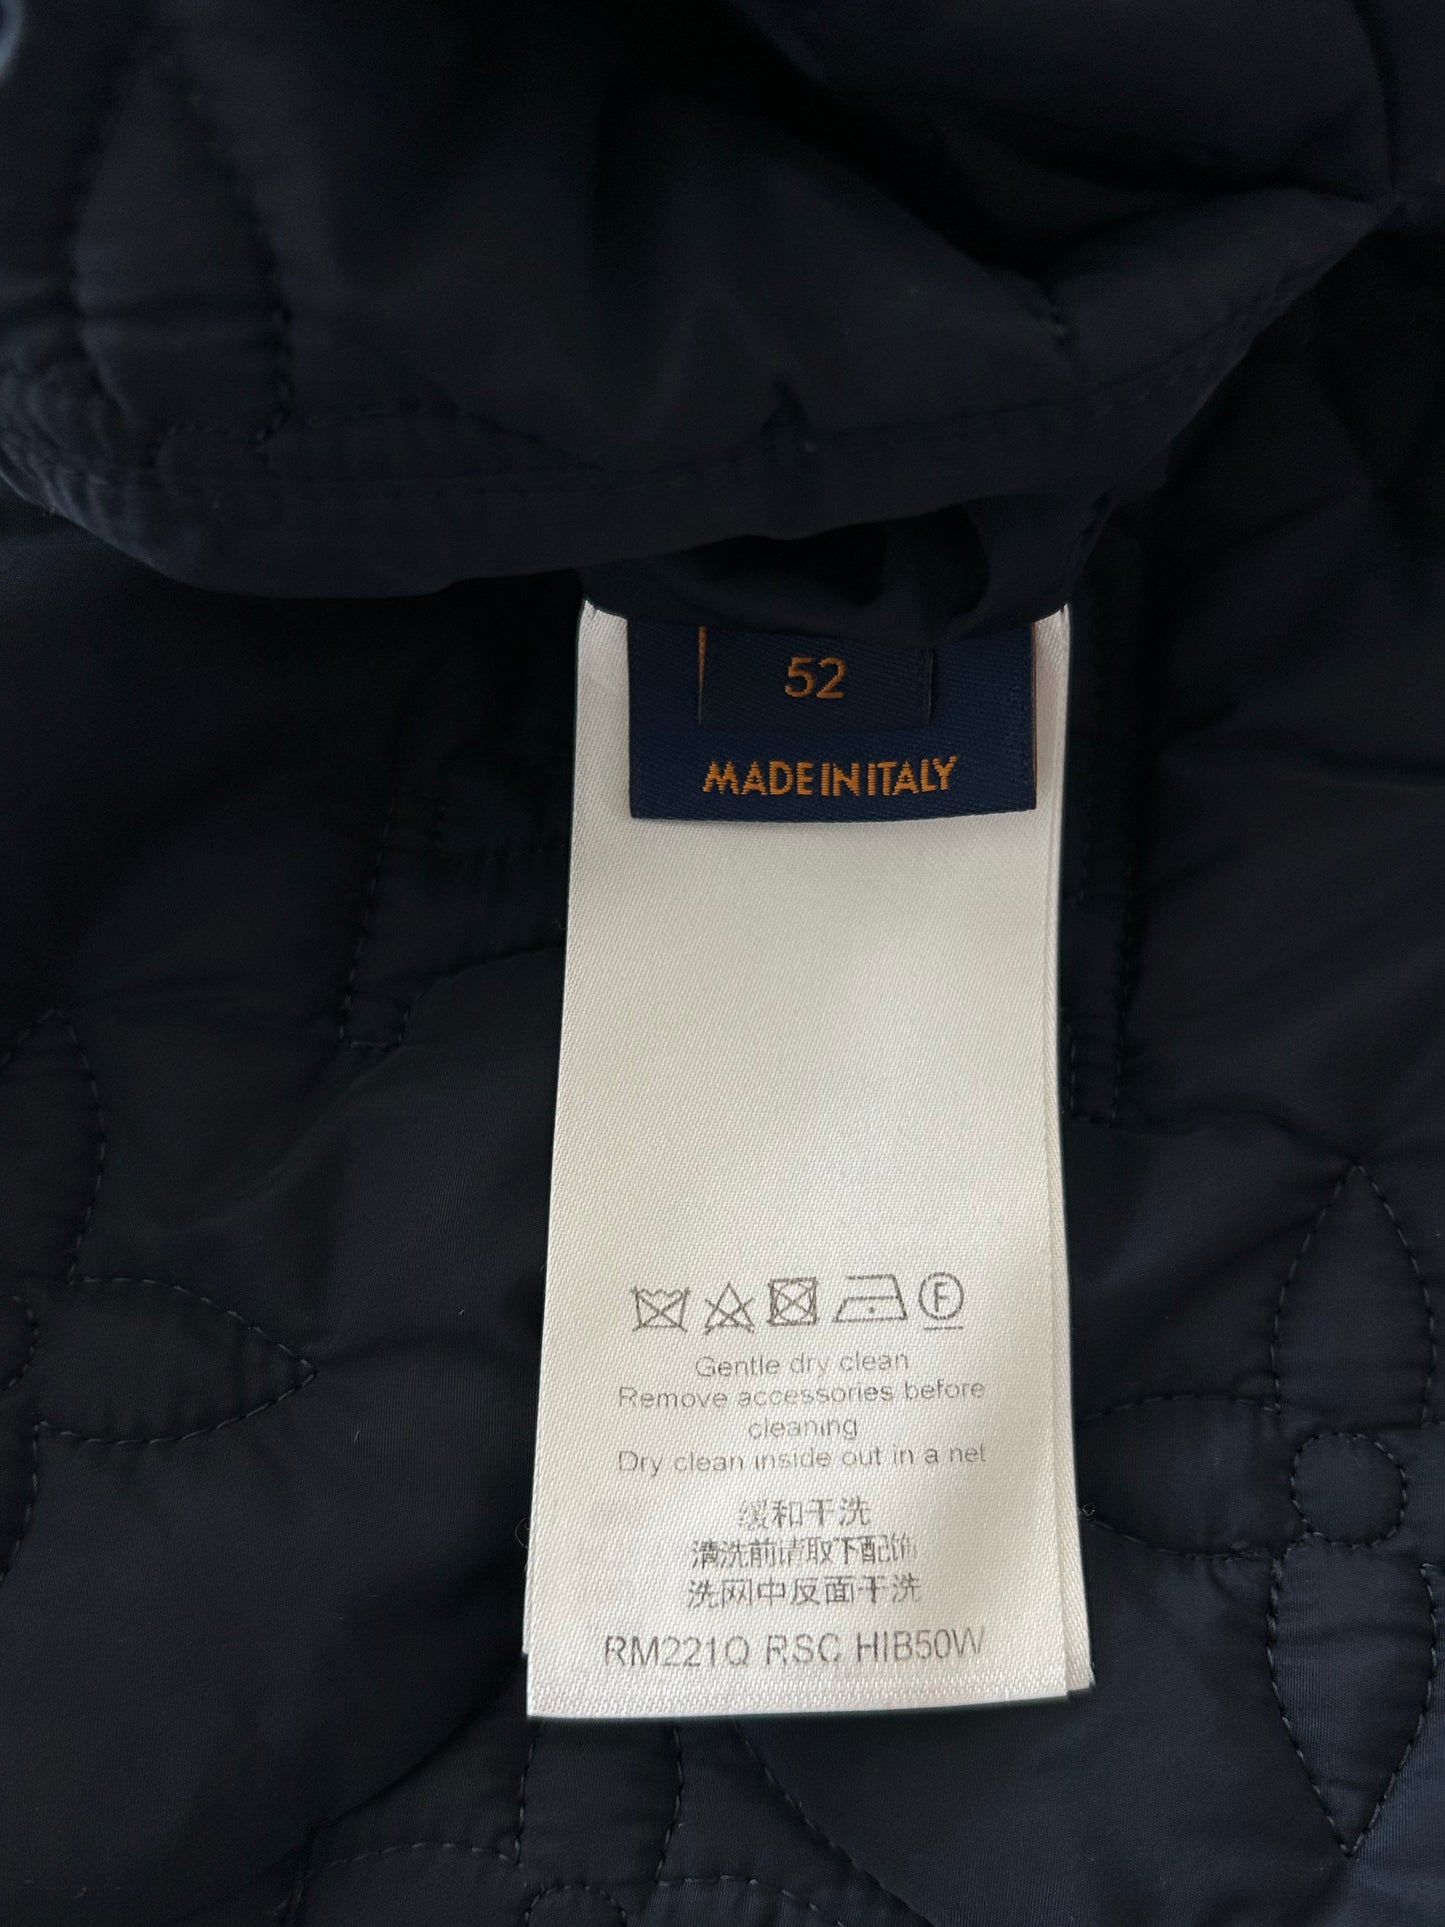 52
MADE IN ITALY
F
Gentle dry clean
Remove accessories before
cleaning
Dry clean inside out in a net
缓和干洗
清洗前请取下配饰
洗网中反面干洗
RM221Q RSC HIB50W